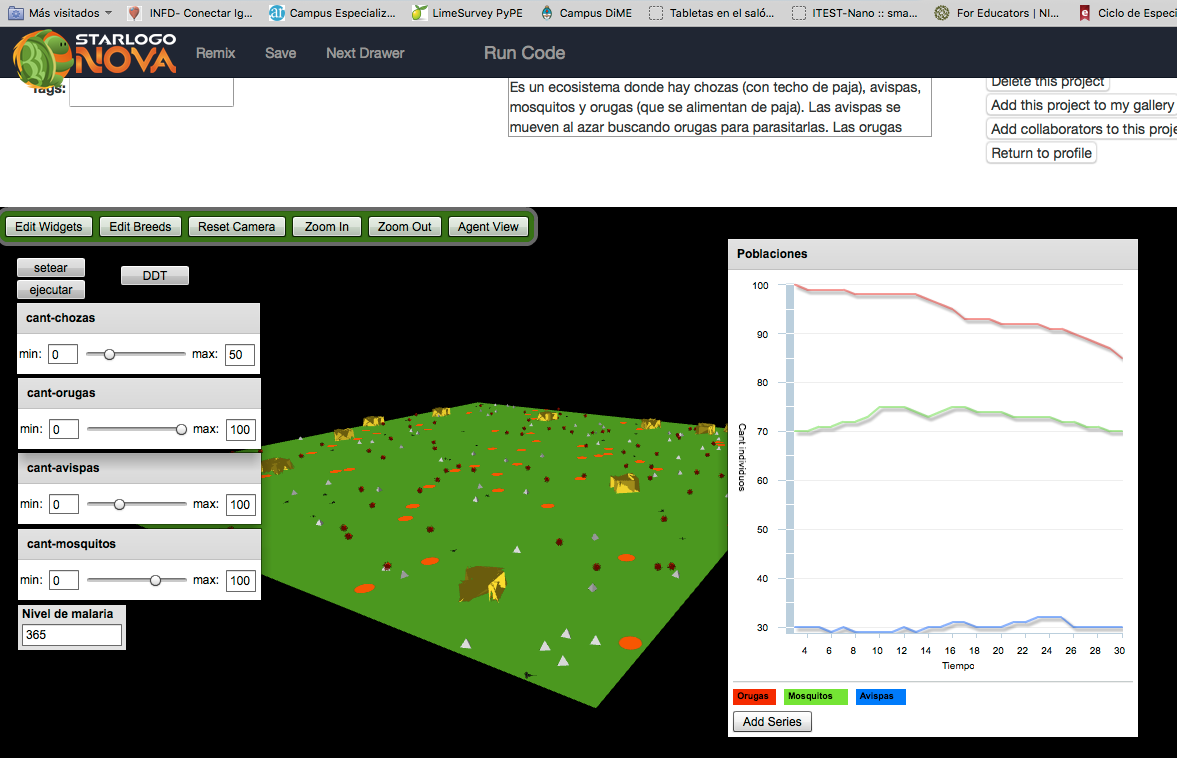 Más visitados
INFD- Conectar Ig...
Campus Especializ...
LimeSurvey PyPE
Campus DiME
Tabletas en el saló...
ITEST-Nano :: sma...
For Educators | NI...
Ciclo de Especi
STARLOGO
NOVA
Remix
Save
Next Drawer
Run Code
Tags:
Es un ecosistema donde hay chozas (con techo de paja), avispas,
mosquitos y orugas (que se alimentan de paja). Las avispas se
mueven al azar buscando orugas para parasitarlas. Las orugas
Delete this project
Add this project to my gallery
Add collaborators to this proje
Return to profile
Edit Widgets
Edit Breeds
Reset Camera
Zoom In
Zoom Out
Agent View
setear
ejecutar
DDT
cant-chozas
min: 0 max: 50
cant-orugas
min: 0 max: 100
cant-avispas
min: 0 max: 100
cant-mosquitos
min: 0 max: 100
Nivel de malaria
365
Poblaciones
100
90
80
70
60
50
40
30
Cant individuos
4 6 8 10 12 14 16 18 20 22 24 26 28 30
Tiempo
Orugas
Mosquitos
Avispas
Add Series